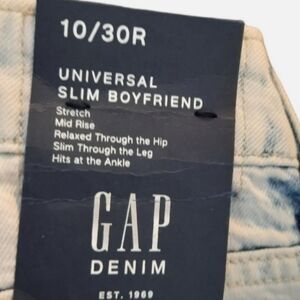 10/30R
UNIVERSAL
SLIM BOYFRIEND
Stretch
Mid Rise
Relaxed Through the Hip
Slim Through the Leg
Hits at the Ankle
GAP
DENIM
EST. 1969